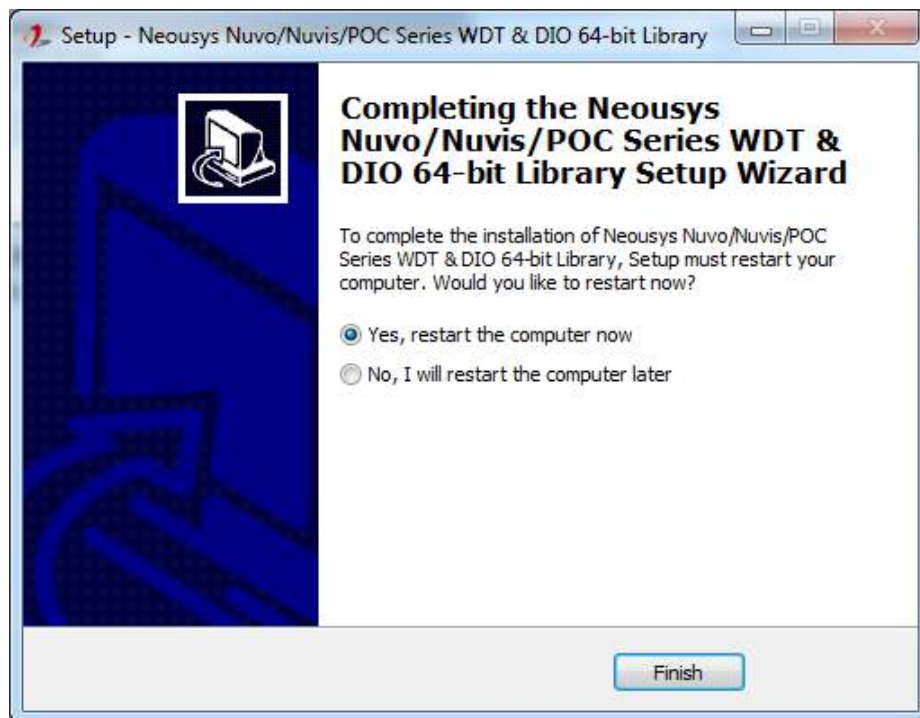 Setup - Neousys Nuvo/Nuvis/POC Series WDT & DIO 64-bit Library
Completing the Neousys
Nuvo/Nuvis/POC Series WDT &
DIO 64-bit Library Setup Wizard
To complete the installation of Neousys Nuvo/Nuvis/POC
Series WDT & DIO 64-bit Library, Setup must restart your
computer. Would you like to restart now?
Yes, restart the computer now
No, I will restart the computer later
Finish